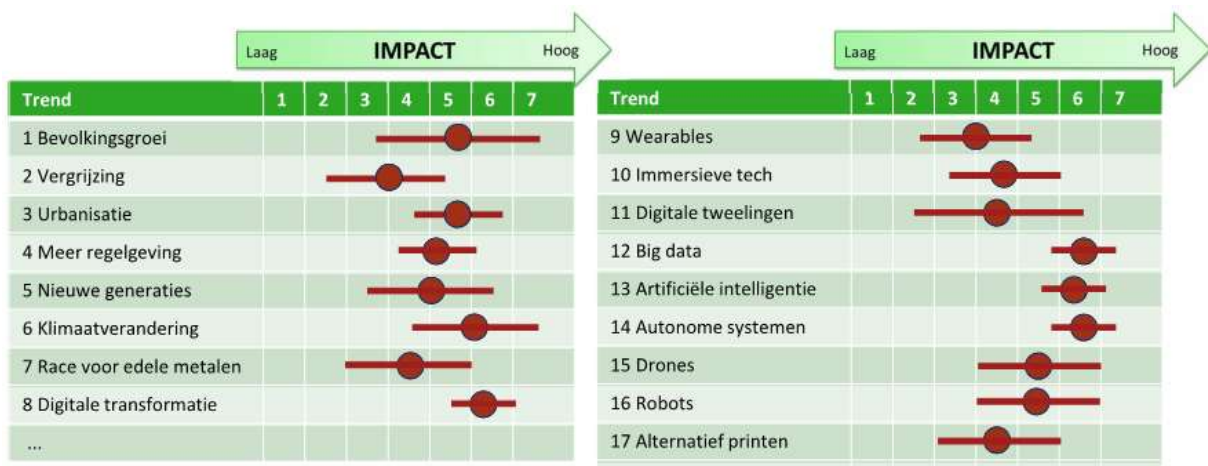 Laag IMPACT Hoog
Trend 1 2 3 4 5 6 7
1 Bevolkingsgroei
2 Vergrijzing
3 Urbanisatie
4 Meer regelgeving
5 Nieuwe generaties
6 Klimaatverandering
7 Race voor edele metalen
8 Digitale transformatie
...
Laag IMPACT Hoog
Trend 1 2 3 4 5 6 7
9 Wearables
10 Immersieve tech
11 Digitale tweelingen
12 Big data
13 Artificiële intelligentie
14 Autonome systemen
15 Drones
16 Robots
17 Alternatief printen